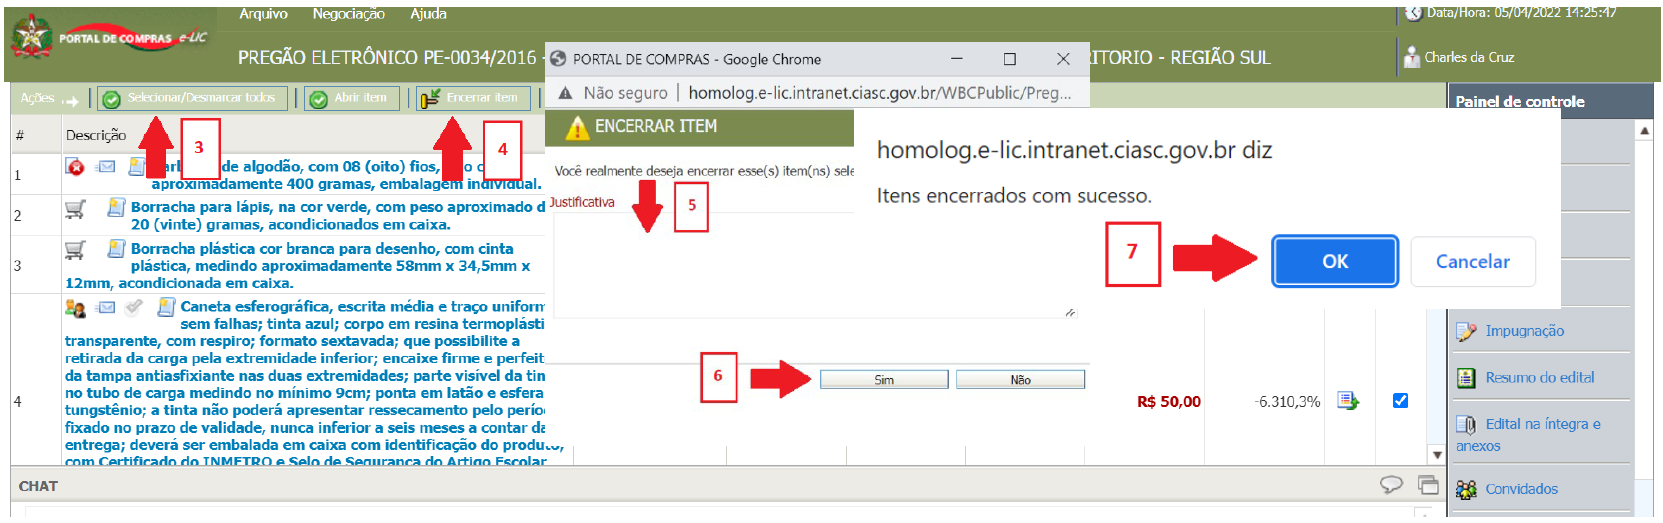 Arquivo Negociação Ajuda
Data/Hora: 05/04/2022 14:25:47
PORTAL DE COMPRAS e-LIC
PREGÃO ELETRÔNICO PE-0034/2016 -
RITORIO - REGIÃO SUL
Charles da Cruz
Ações
Selecionar/Desmarcar todos
Abrir item
Encerrar item
Painel de controle
# Descrição
3
4
1
de algodão, com 08 (oito) fios,
aproximadamente 400 gramas, embalagem individual.
2
Borracha para lápis, na cor verde, com peso aproximado d
20 (vinte) gramas, acondicionados em caixa.
3
Borracha plástica cor branca para desenho, com cinta
plástica, medindo aproximadamente 58mm x 34,5mm x
12mm, acondicionada em caixa.
4
Caneta esferográfica, escrita média e traço uniform
sem falhas; tinta azul; corpo em resina termoplásti
transparente, com respiro; formato sextavada; que possibilite a
retirada da carga pela extremidade inferior; encaixe firme e perfeit
da tampa antiasfixiante nas duas extremidades; parte visível da tin
no tubo de carga medindo no mínimo 9cm; ponta em latão e esfera
tungstênio; a tinta não poderá apresentar ressecamento pelo perío
fixado no prazo de validade, nunca inferior a seis meses a contar da
entrega; deverá ser embalada em caixa com identificação do produto,
com Certificado do INMETRO e Selo de Segurança do Artigo Escolar
R$ 50,00
-6.310,3%
PORTAL DE COMPRAS - Google Chrome
Não seguro | homolog.e-lic.intranet.ciasc.gov.br/WBCPublic/Preg...
ENCERRAR ITEM
Você realmente deseja encerrar esse(s) item(ns) sele
Justificativa
5
6
Sim
Não
homolog.e-lic.intranet.ciasc.gov.br diz
Itens encerrados com sucesso.
7
OK
Cancelar
Impugnação
Resumo do edital
Edital na íntegra e
anexos
Convidados
CHAT